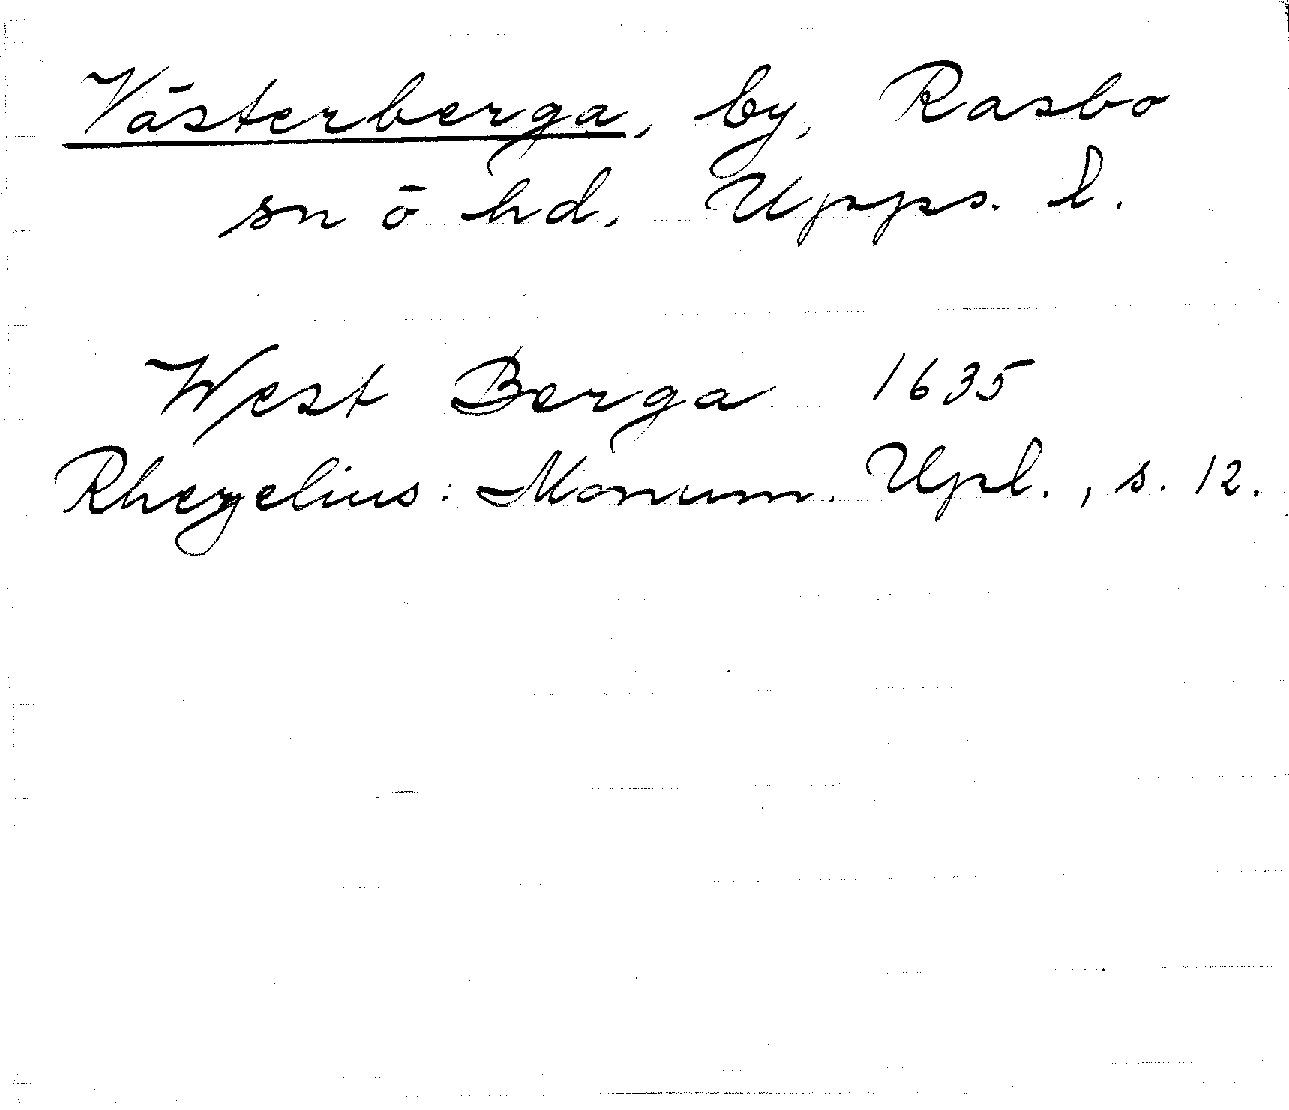 Västerberga, by, Rasbo
sn ö hd. Upps. l.
West Berga 1635
Rhezelius: Monum. Upl., s. 12.